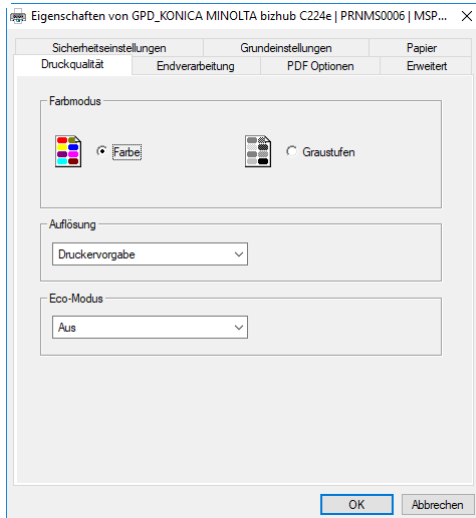 Eigenschaften von GPD_KONICA MINOLTA bizhub C224e | PRNMS0006 | MSP...
Sicherheitseinstellungen Grundeinstellungen Papier
Druckqualität Endverarbeitung PDF Optionen Erweitert
Farbmodus
Farbe Graustufen
Auflösung
Druckervorgabe
Eco-Modus
Aus
OK Abbrechen